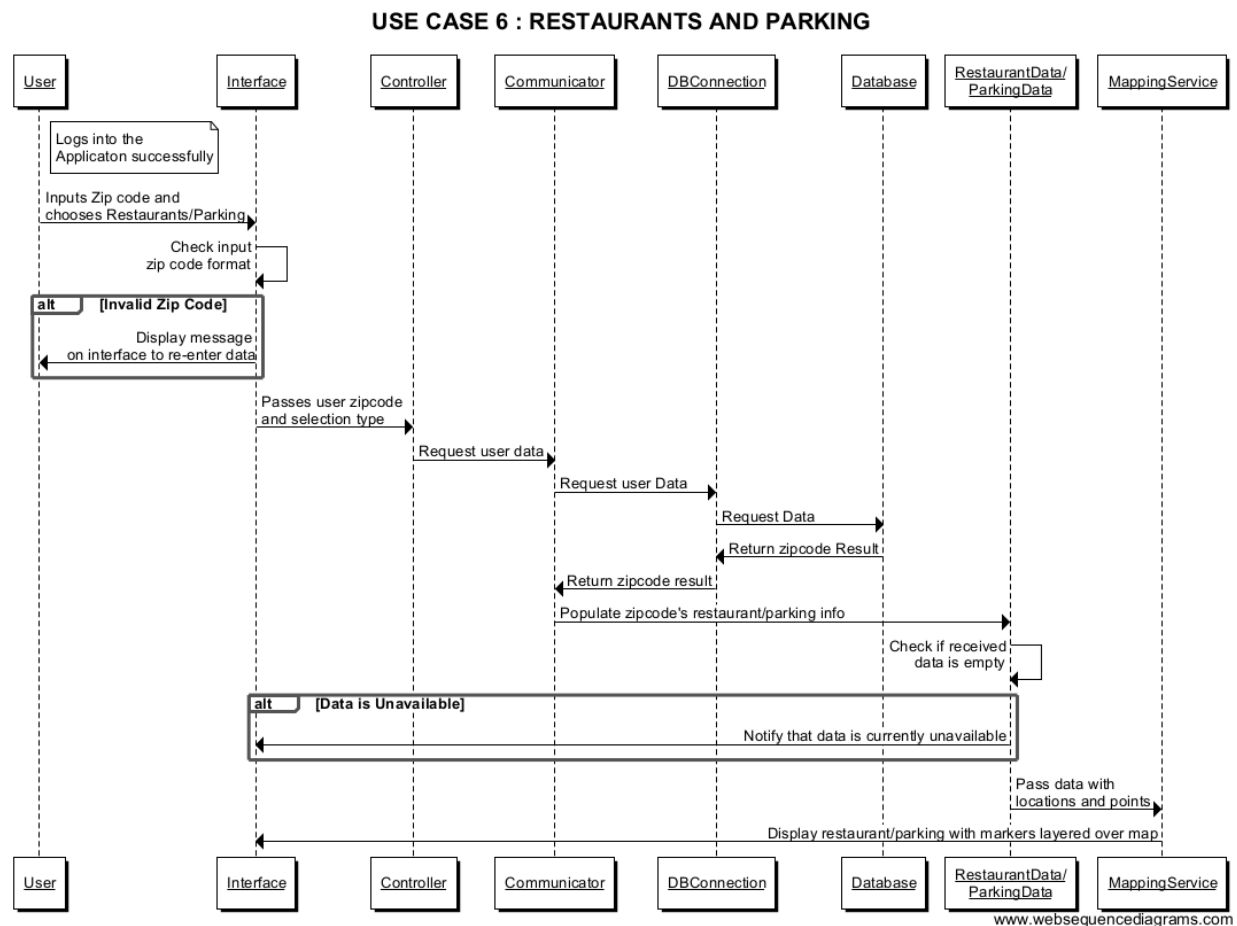 USE CASE 6 : RESTAURANTS AND PARKING
User
Interface
Controller
Communicator
DBConnection
Database
RestaurantData/
ParkingData
MappingService
Logs into the
Applicaton successfully
Inputs Zip code and
chooses Restaurants/Parking
Check input
zip code format
alt [Invalid Zip Code]
Display message
on interface to re-enter data
Passes user zipcode
and selection type
Request user data
Request user Data
Request Data
Return zipcode Result
Return zipcode result
Populate zipcode's restaurant/parking info
Check if received
data is empty
alt [Data is Unavailable]
Notify that data is currently unavailable
Pass data with
locations and points
Display restaurant/parking with markers layered over map
User
Interface
Controller
Communicator
DBConnection
Database
RestaurantData/
ParkingData
MappingService
www.websequencediagrams.com